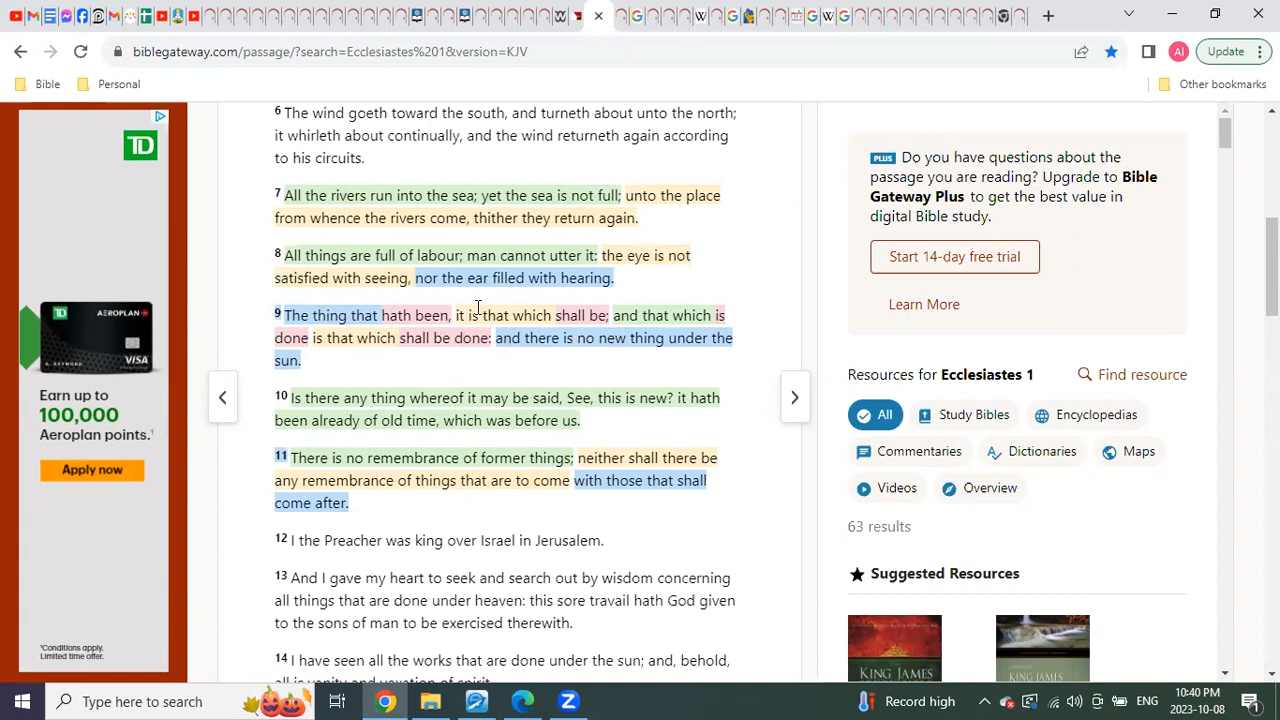 biblegateway.com/passage/?search=Ecclesiastes%201&version=KJV
AI
Update
Bible
Personal
Other bookmarks
6 The wind goeth toward the south, and turneth about unto the north;
it whirleth about continually, and the wind returneth again according
to his circuits.
7 All the rivers run into the sea; yet the sea is not full; unto the place
from whence the rivers come, thither they return again.
8 All things are full of labour; man cannot utter it: the eye is not
satisfied with seeing, nor the ear filled with hearing.
9 The thing that hath been, it is that which shall be; and that which is
done is that which shall be done: and there is no new thing under the
sun.
10 Is there any thing whereof it may be said, See, this is new? it hath
been already of old time, which was before us.
11 There is no remembrance of former things; neither shall there be
any remembrance of things that are to come with those that shall
come after.
12 I the Preacher was king over Israel in Jerusalem.
13 And I gave my heart to seek and search out by wisdom concerning
all things that are done under heaven: this sore travail hath God given
to the sons of man to be exercised therewith.
14 I have seen all the works that are done under the sun; and, behold,
all is vanity and vexation of spirit.
TD
TD
AEROPLAN
G. RAYMOND
VISA
Earn up to
100,000
Aeroplan points.¹
Apply now
¹Conditions apply.
Limited time offer.
PLUS Do you have questions about the
passage you are reading? Upgrade to Bible
Gateway Plus to get the best value in
digital Bible study.
Start 14-day free trial
Learn More
Resources for Ecclesiastes 1
Find resource
All
Study Bibles
Encyclopedias
Commentaries
Dictionaries
Maps
Videos
Overview
63 results
Suggested Resources
KING JAMES
KING JAMES
Type here to search
Record high
ENG
10:40 PM
2023-10-08
1